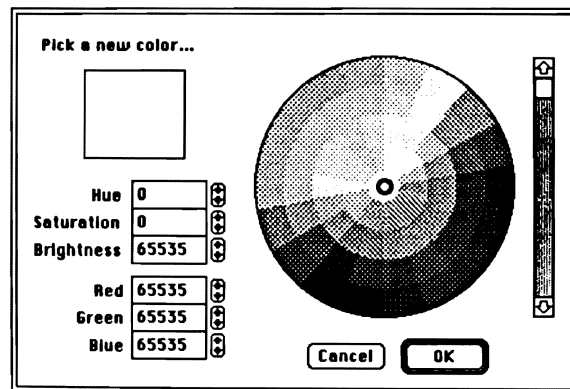 Pick a new color...
Hue 0
Saturation 0
Brightness 65535
Red 65535
Green 65535
Blue 65535
Cancel OK